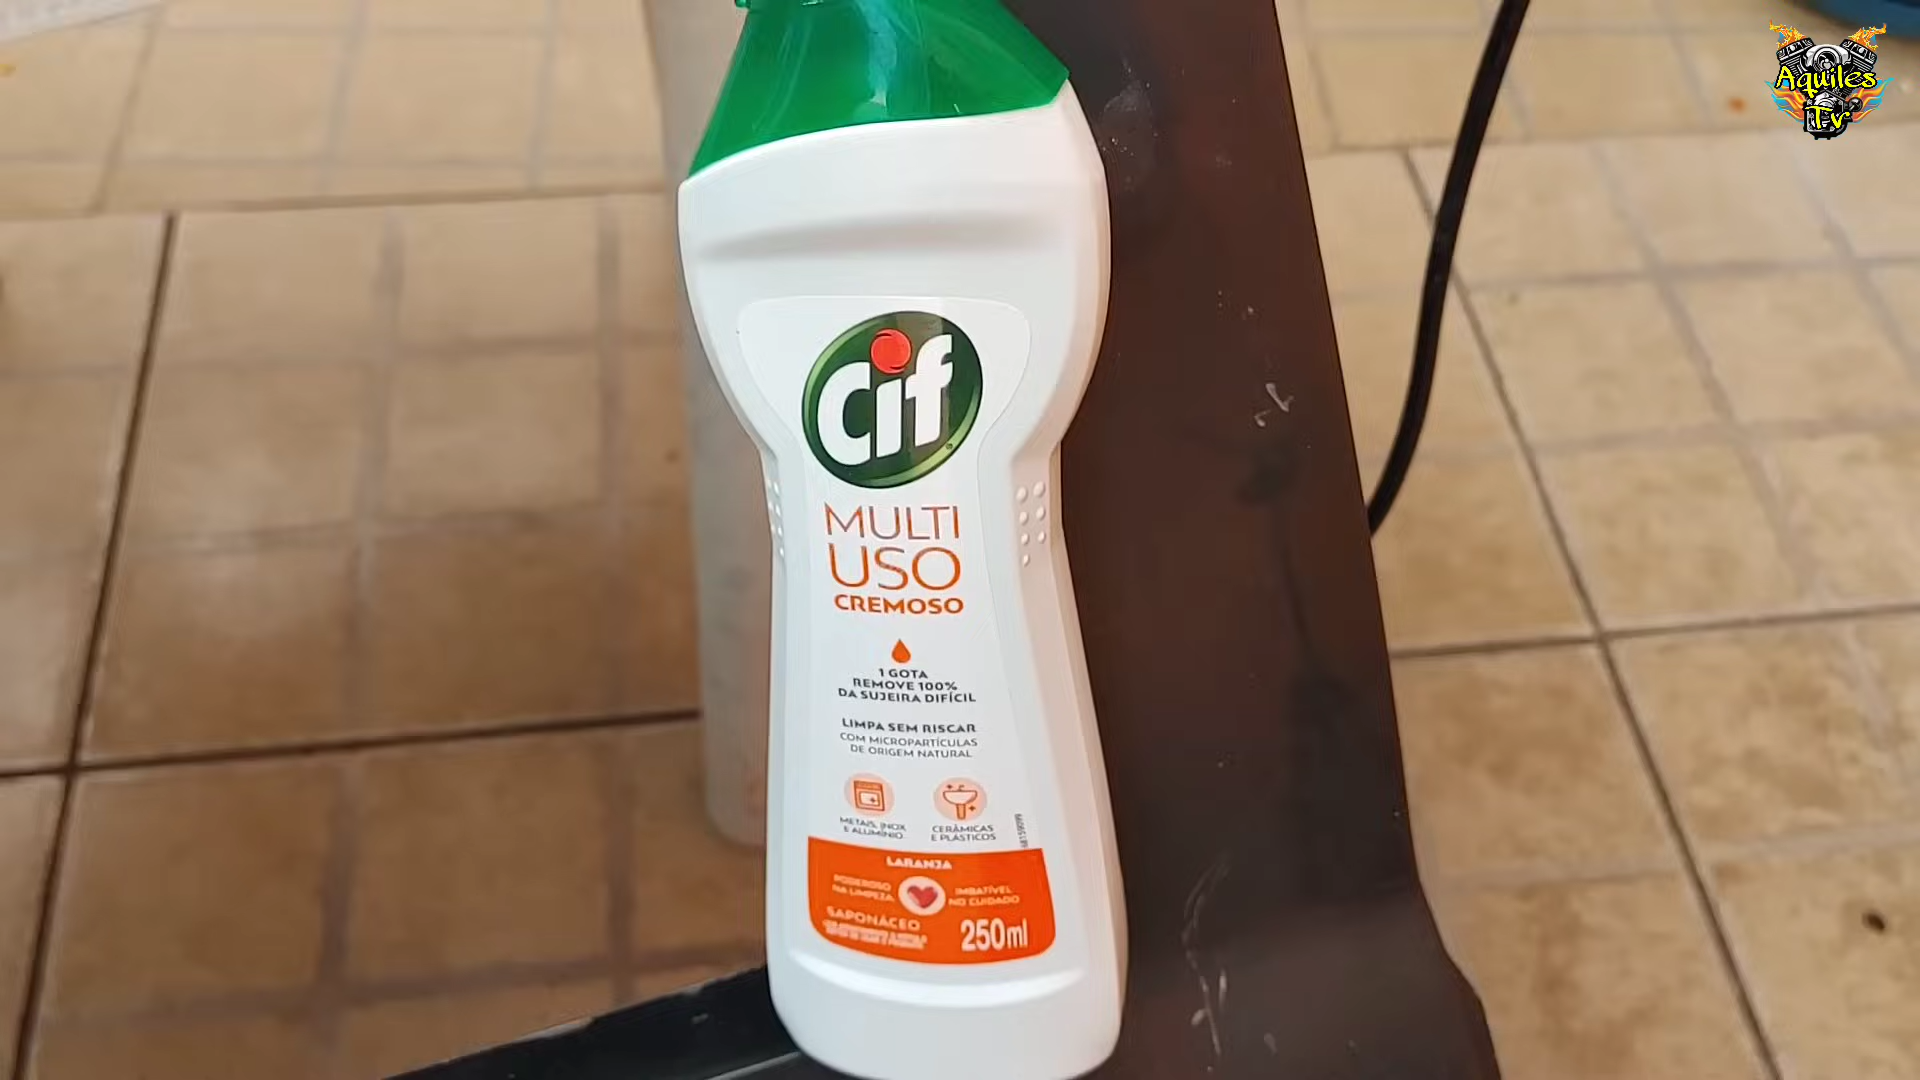 Aquiles
Tv
Cif
MULTI
USO
CREMOSO
1 GOTA
REMOVE 100%
DA SUJEIRA DIFÍCIL
LIMPA SEM RISCAR
COM MICROPARTÍCULAS
DE ORIGEM NATURAL
METAIS, INOX
E ALUMÍNIO
CERÂMICAS
E PLÁSTICOS
LARANJA
PODEROSO
NA LIMPEZA
IMBATÍVEL
NO CUIDADO
SAPONÁCEO
250ml